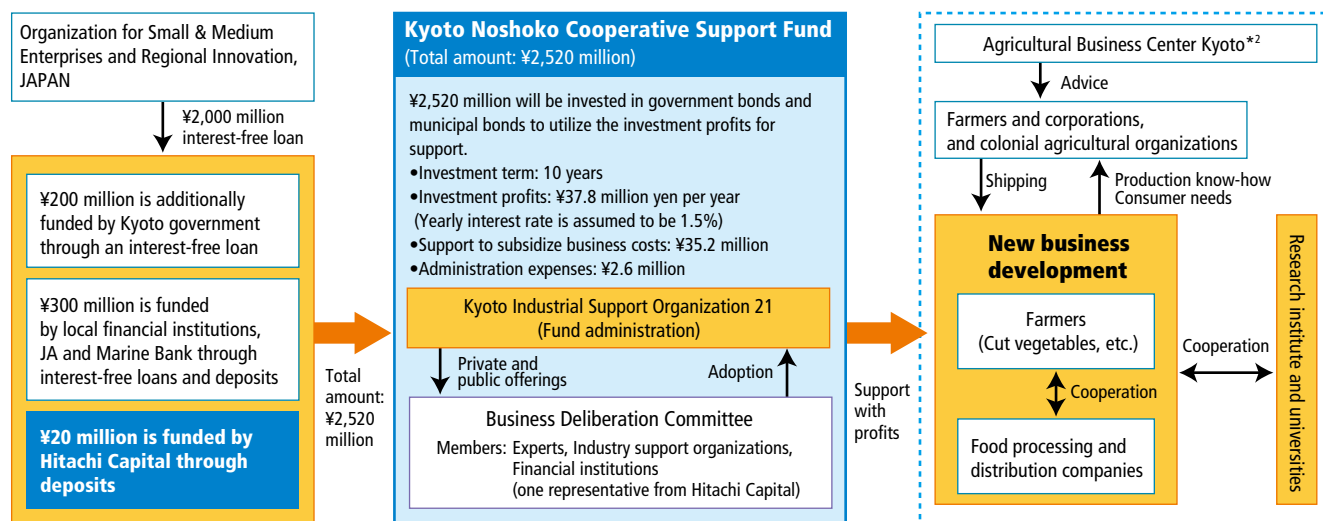 Organization for Small & Medium
Enterprises and Regional Innovation,
JAPAN
¥2,000 million
interest-free loan
¥200 million is additionally
funded by Kyoto government
through an interest-free loan
¥300 million is funded
by local financial institutions,
JA and Marine Bank through
interest-free loans and deposits
¥20 million is funded by
Hitachi Capital through
deposits
Total
amount:
¥2,520
million
Kyoto Noshoko Cooperative Support Fund
(Total amount: ¥2,520 million)
¥2,520 million will be invested in government bonds and
municipal bonds to utilize the investment profits for
support.
•Investment term: 10 years
•Investment profits: ¥37.8 million yen per year
(Yearly interest rate is assumed to be 1.5%)
•Support to subsidize business costs: ¥35.2 million
•Administration expenses: ¥2.6 million
Kyoto Industrial Support Organization 21
(Fund administration)
Private and
public offerings
Adoption
Business Deliberation Committee
Members: Experts, Industry support organizations,
Financial institutions
(one representative from Hitachi Capital)
Support
with
profits
Agricultural Business Center Kyoto*2
Advice
Farmers and corporations,
and colonial agricultural organizations
Shipping
Production know-how
Consumer needs
New business
development
Farmers
(Cut vegetables, etc.)
Cooperation
Food processing and
distribution companies
Cooperation
Research institute and universities